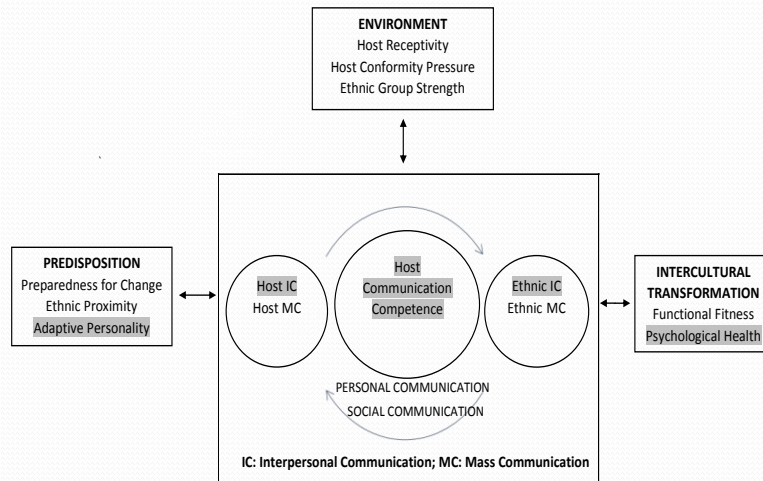 ENVIRONMENT
Host Receptivity
Host Conformity Pressure
Ethnic Group Strength
PREDISPOSITION
Preparedness for Change
Ethnic Proximity
Adaptive Personality
Host IC
Host MC
Host
Communication
Competence
Ethnic IC
Ethnic MC
INTERCULTURAL
TRANSFORMATION
Functional Fitness
Psychological Health
PERSONAL COMMUNICATION
SOCIAL COMMUNICATION
IC: Interpersonal Communication; MC: Mass Communication